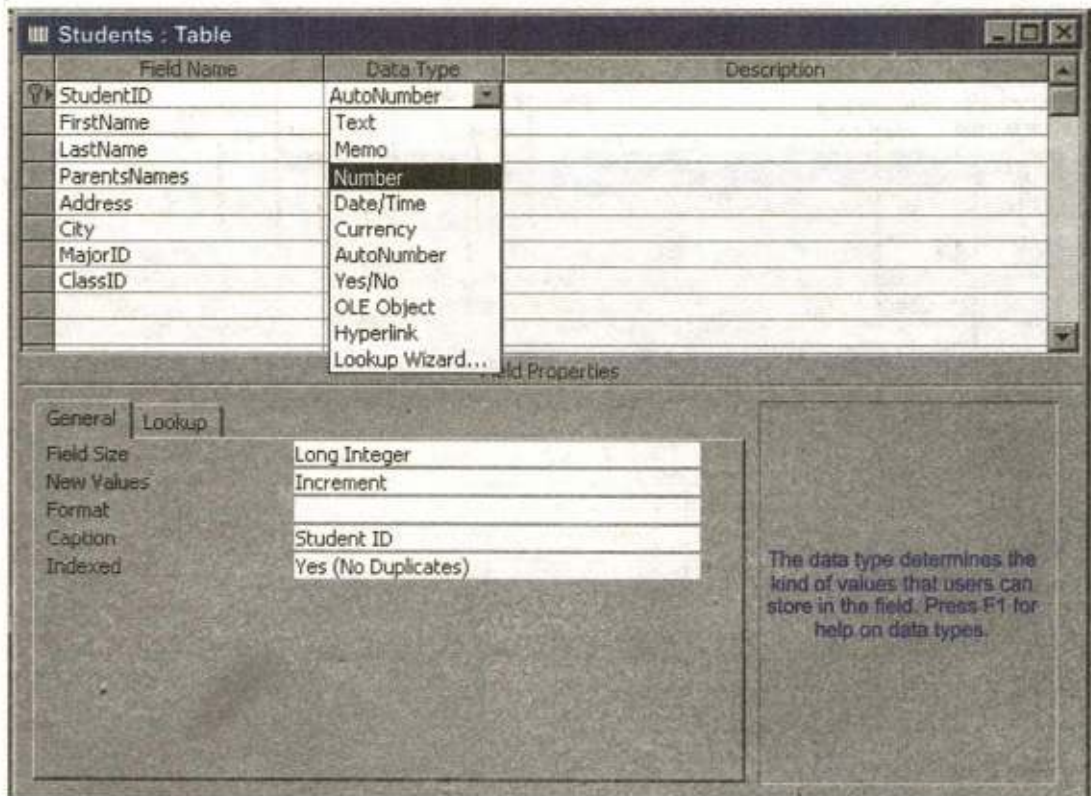 Students : Table
Field Name Data Type Description
StudentID AutoNumber
FirstName Text
LastName Memo
ParentsNames Number
Address Date/Time
City Currency
MajorID AutoNumber
ClassID Yes/No
OLE Object
Hyperlink
Lookup Wizard...
Field Properties
General Lookup
Field Size Long Integer
New Values Increment
Format
Caption Student ID
Indexed Yes (No Duplicates)
The data type determines the
kind of values that users can
store in the field. Press F1 for
help on data types.